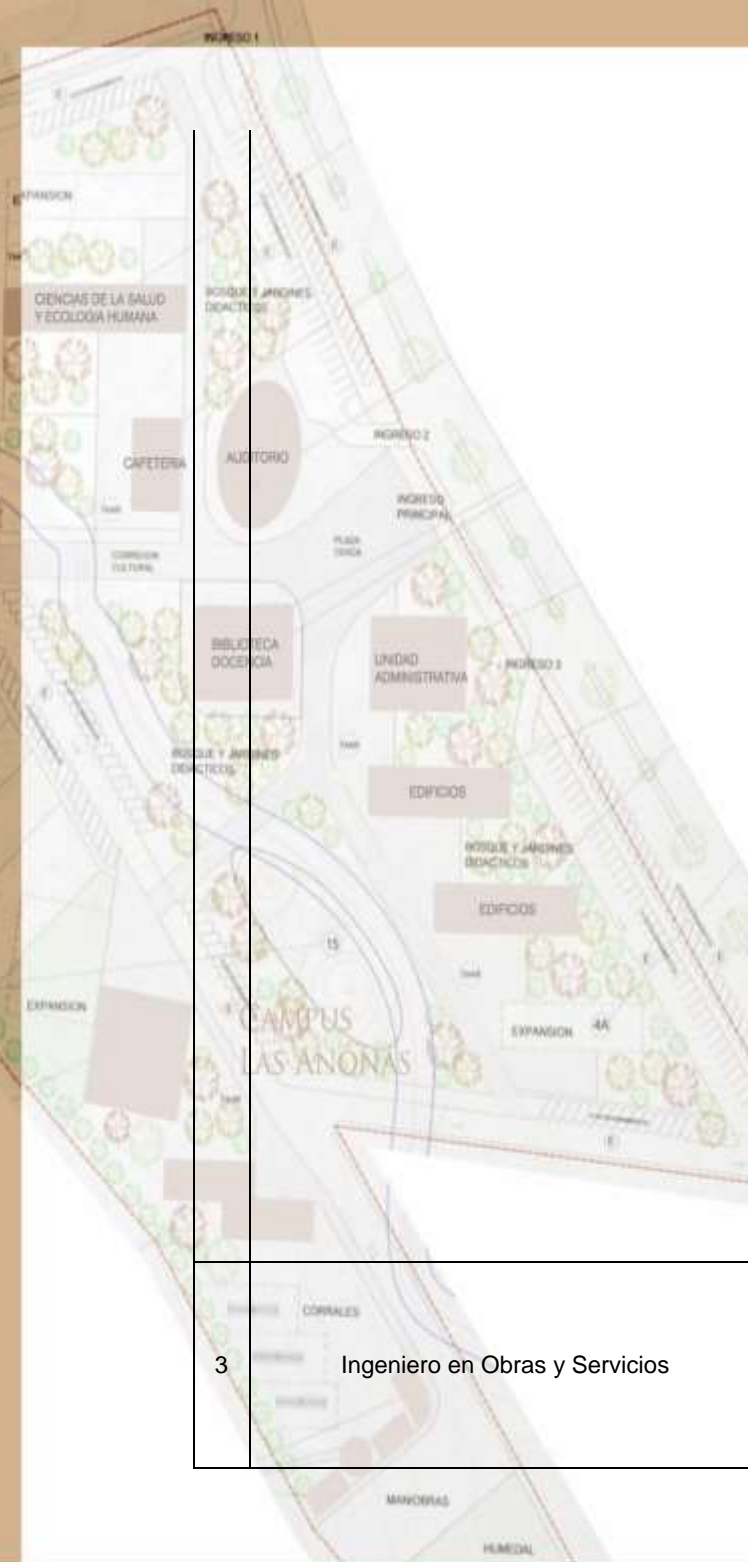 INGRESO 1
E
EXPANSION
CIENCIAS DE LA SALUD
Y ECOLOGIA HUMANA
BOSQUE Y JARDINES
DIDACTICOS
E
E
CAFETERIA
AUDITORIO
INGRESO 2
INGRESO
PRINCIPAL
PLAZA
CIVICA
CORREDOR
CULTURAL
BIBLIOTECA
DOCENCIA
UNIDAD
ADMINISTRATIVA
INGRESO 3
E
BOSQUE Y JARDINES
DIDACTICOS
EDIFICIOS
BOSQUE Y JARDINES
DIDACTICOS
EDIFICIOS
15
E
E
EXPANSION
E
CAMPUS
LAS ANONAS
EXPANSION
4A
E
CORRALES
3
Ingeniero en Obras y Servicios
MANIOBRAS
HUMEDAL